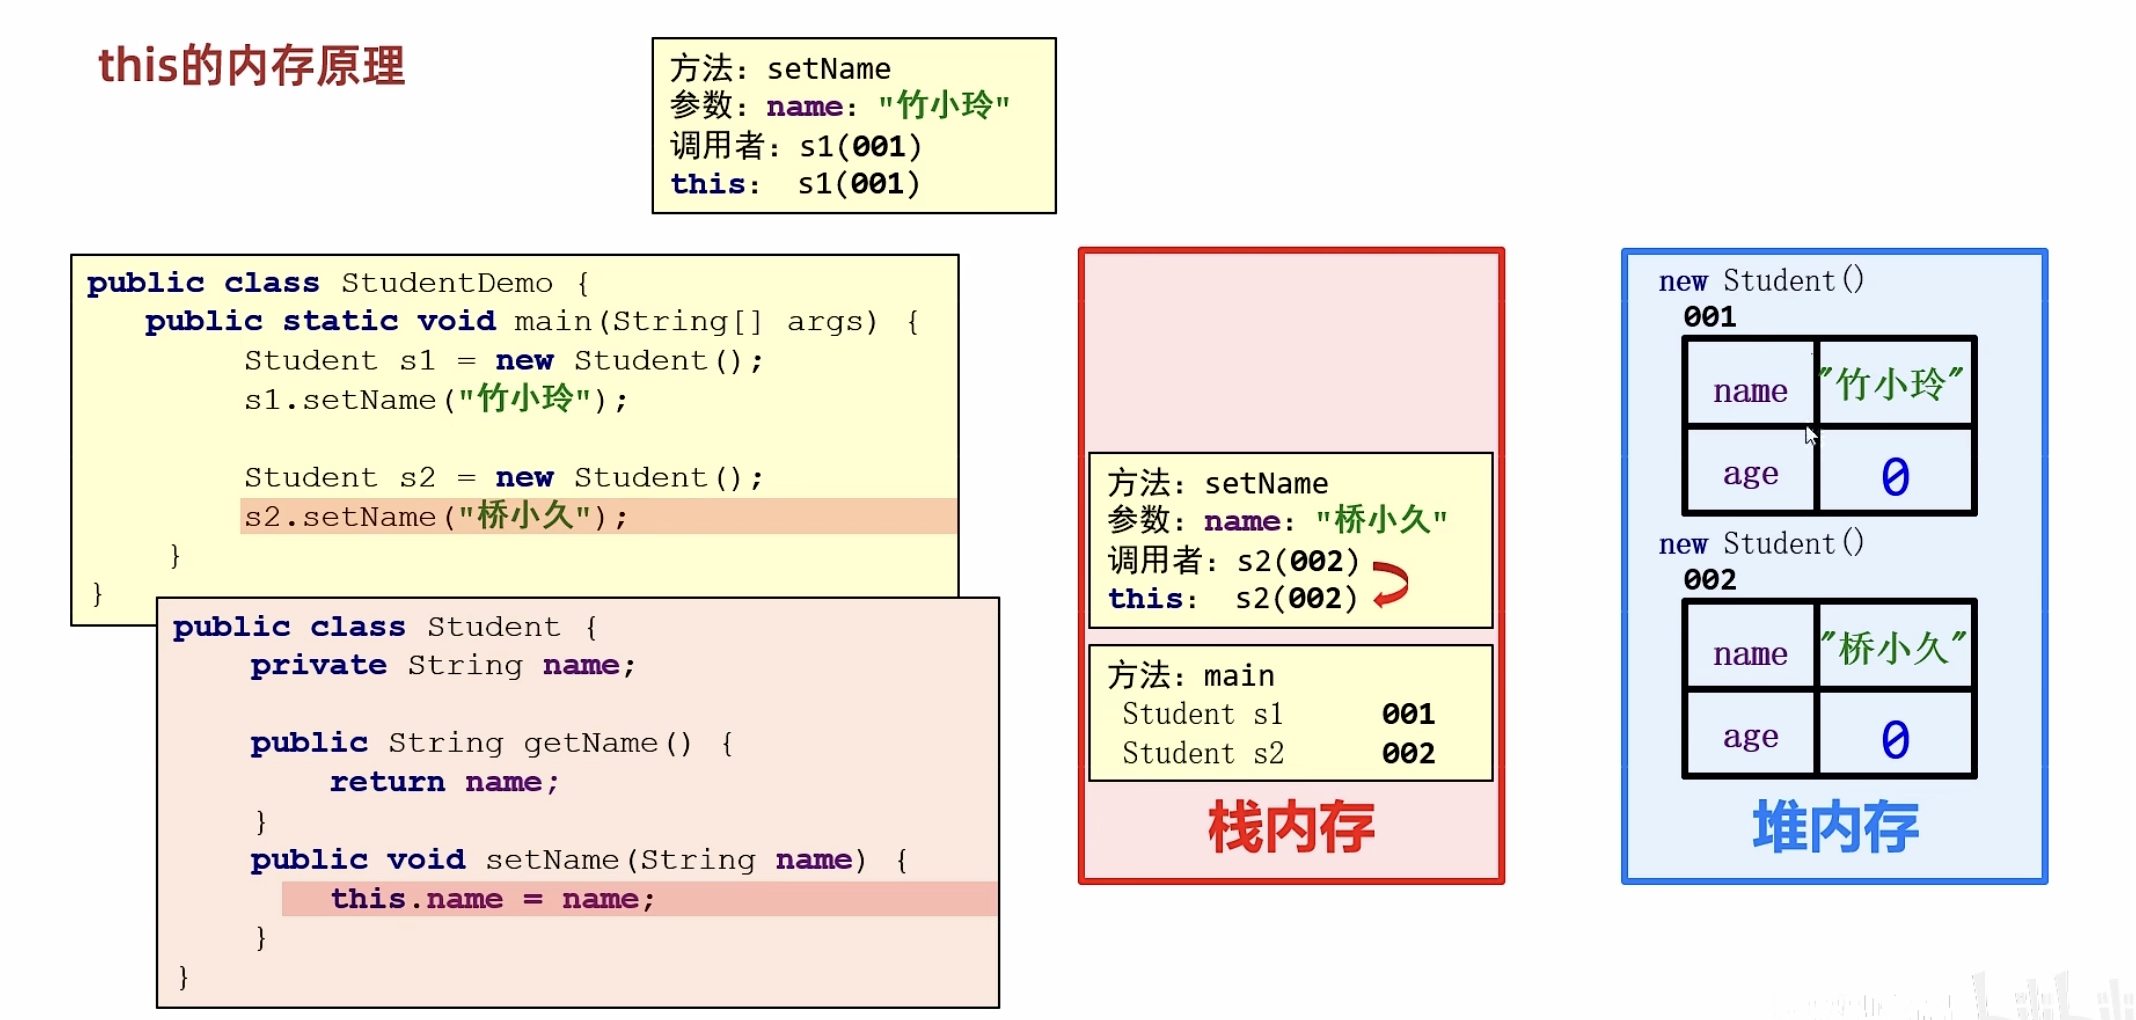 this的内存原理
方法：setName
参数：name："竹小玲"
调用者：s1(001)
this： s1(001)
public class StudentDemo {
public static void main(String[] args) {
Student s1 = new Student();
s1.setName("竹小玲");
Student s2 = new Student();
s2.setName("桥小久");
}
}
public class Student {
private String name;
public String getName() {
return name;
}
public void setName(String name) {
this.name = name;
}
}
方法：setName
参数：name："桥小久"
调用者：s2(002)
this： s2(002)
方法：main
Student s1 001
Student s2 002
栈内存
new Student()
001
name "竹小玲"
age 0
new Student()
002
name "桥小久"
age 0
堆内存